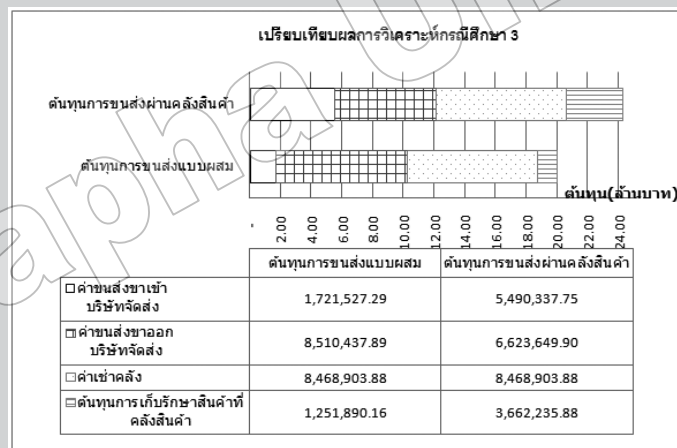 เปรียบเทียบผลการวิเคราะห์กรณีศึกษา 3
ต้นทุนการขนส่งผ่านคลังสินค้า
ต้นทุนการขนส่งแบบผสม
ต้นทุน(ล้านบาท)
- 2.00 4.00 6.00 8.00 10.00 12.00 14.00 16.00 18.00 20.00 22.00 24.00
ต้นทุนการขนส่งแบบผสม ต้นทุนการขนส่งผ่านคลังสินค้า
ค่าขนส่งขาเข้า
บริษัทจัดส่ง 1,721,527.29 5,490,337.75
ค่าขนส่งขาออก
บริษัทจัดส่ง 8,510,437.89 6,623,649.90
ค่าเช่าคลัง 8,468,903.88 8,468,903.88
ต้นทุนการเก็บรักษาสินค้าที่
คลังสินค้า 1,251,890.16 3,662,235.88